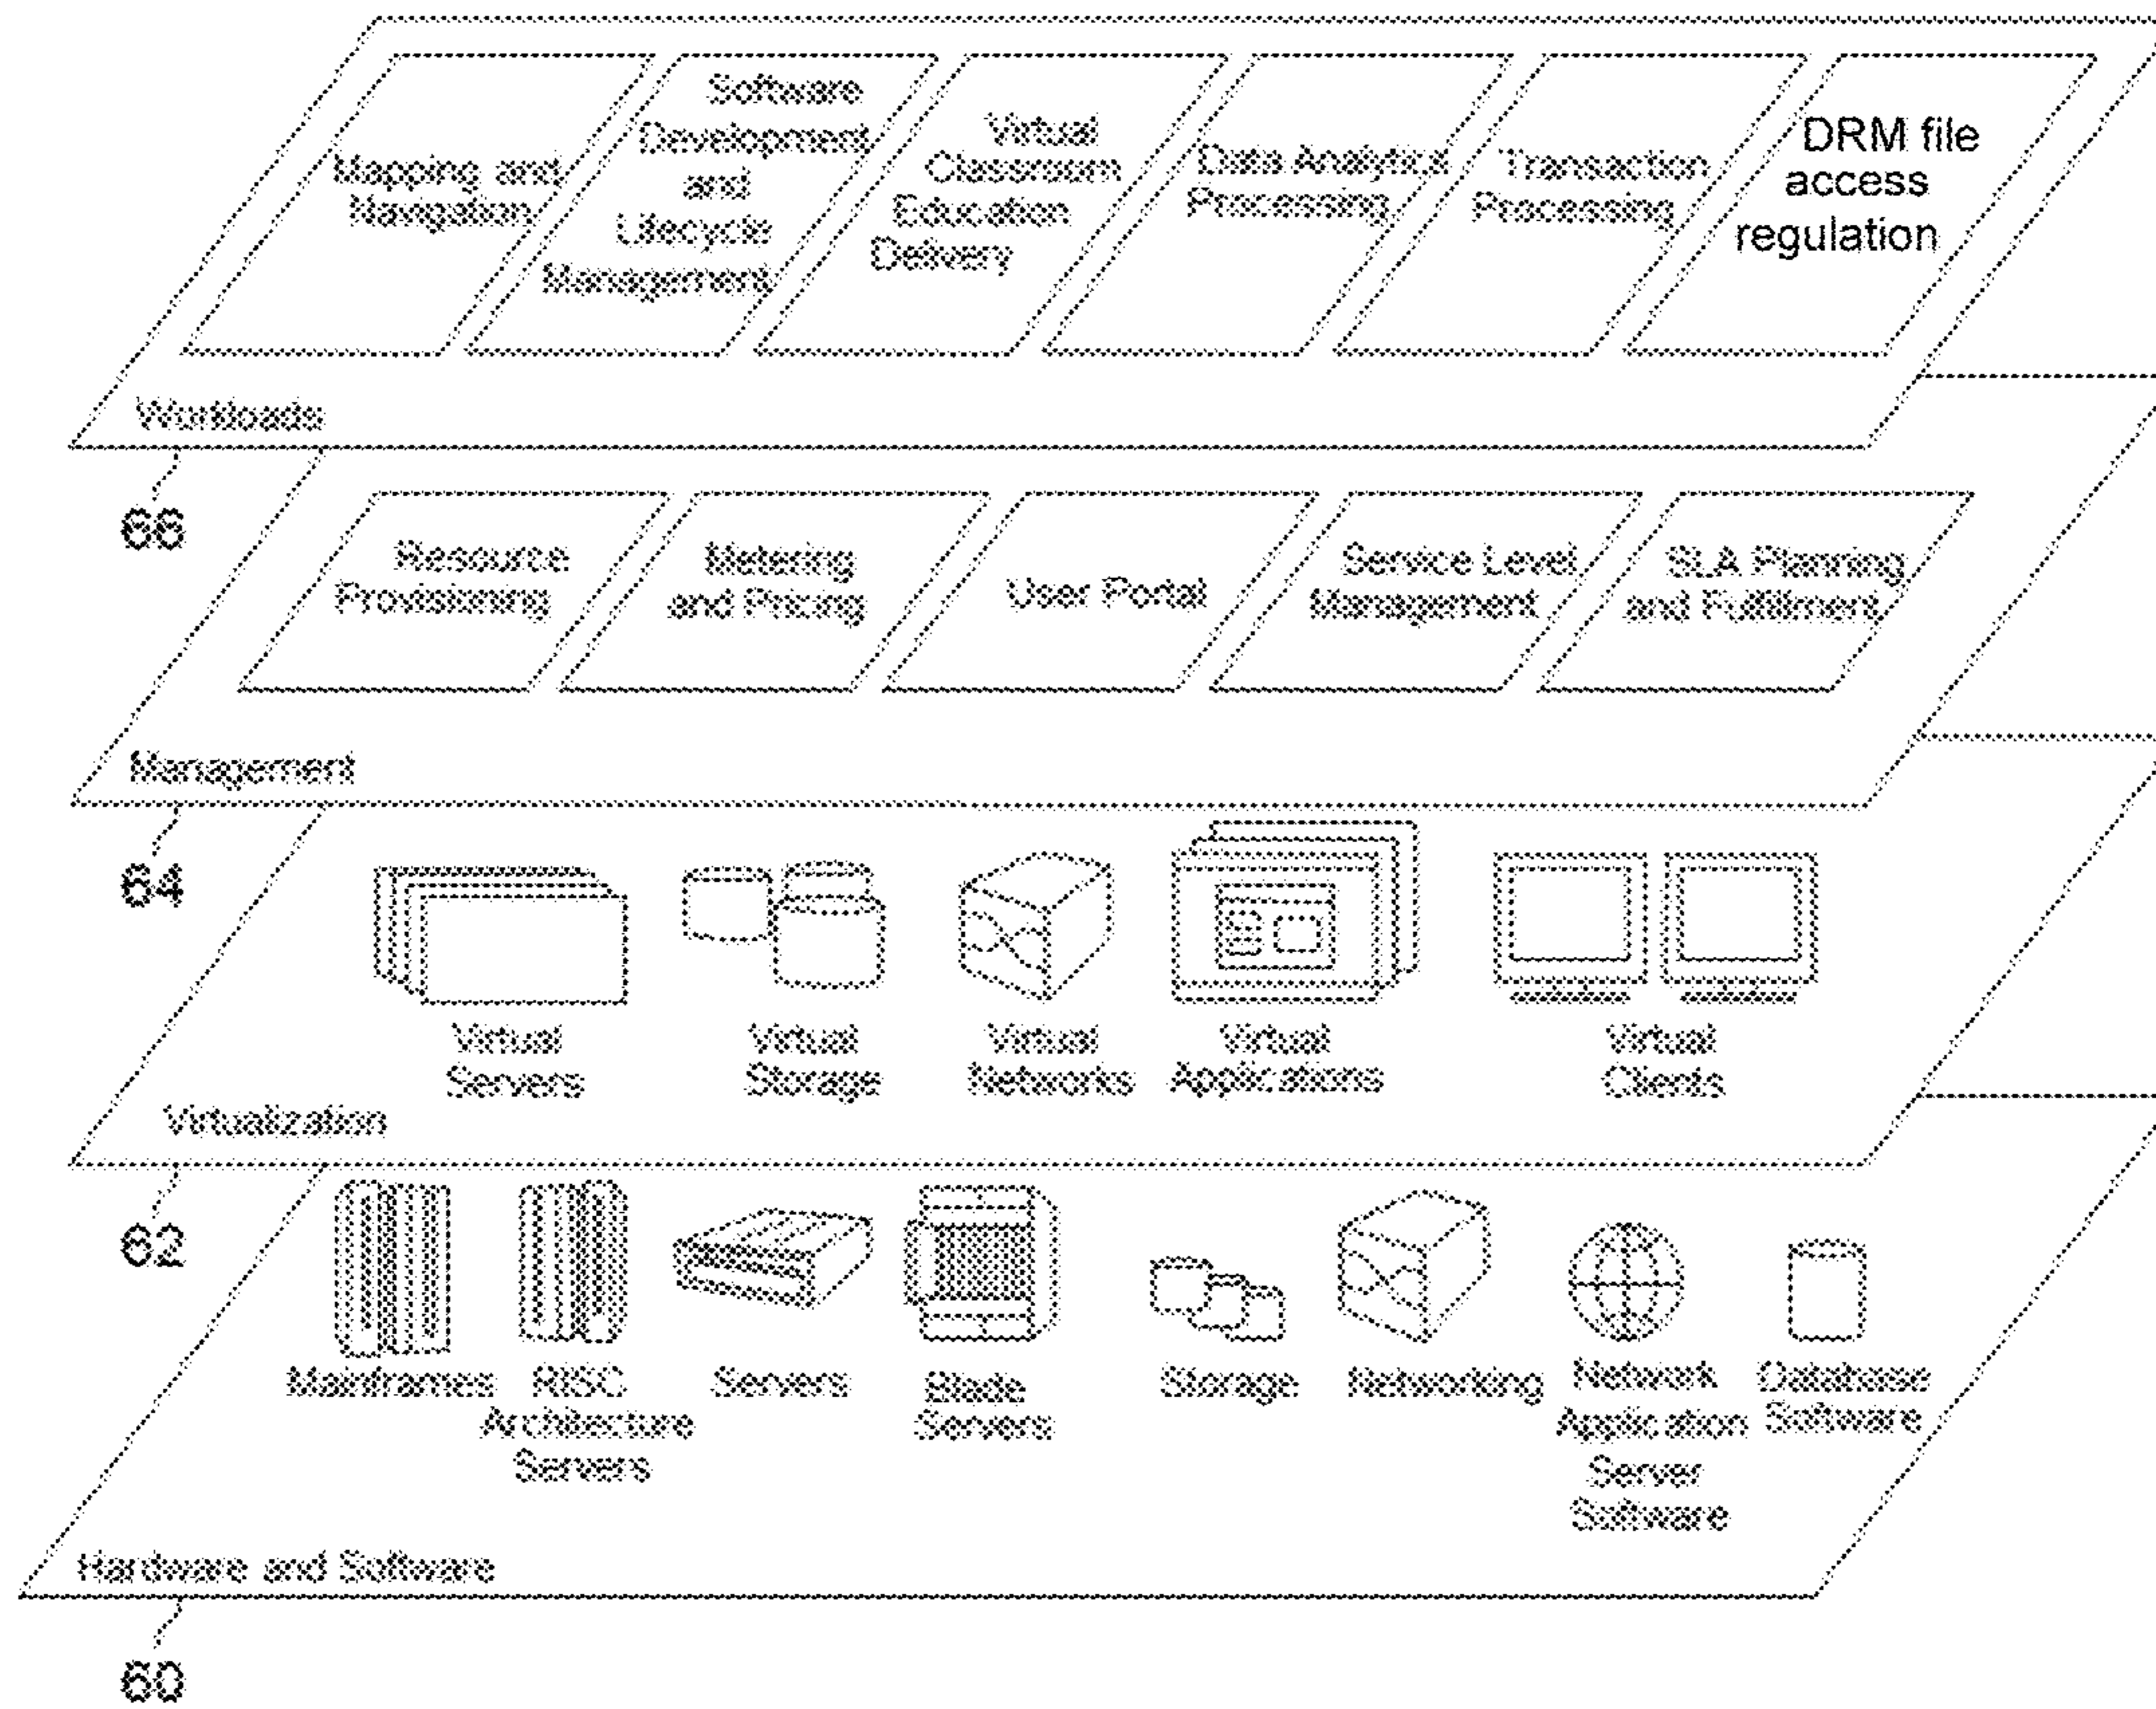 Mapping and
Navigation
Software
Development
and
Lifecycle
Management
Virtual
Classroom
Education
Delivery
Data Analytics
Processing
Transaction
Processing
DRM file
access
regulation
Workloads
66
Resource
Provisioning
Metering
and Pricing
User Portal
Service Level
Management
SLA Planning
and Fulfillment
Management
64
Virtual
Servers
Virtual
Storage
Virtual
Networks
Virtual
Applications
Virtual
Clients
Virtualization
62
Mainframes
RISC
Architecture
Servers
Servers
Blade
Servers
Storage
Networking
Network
Application
Server
Software
Database
Software
Hardware and Software
60